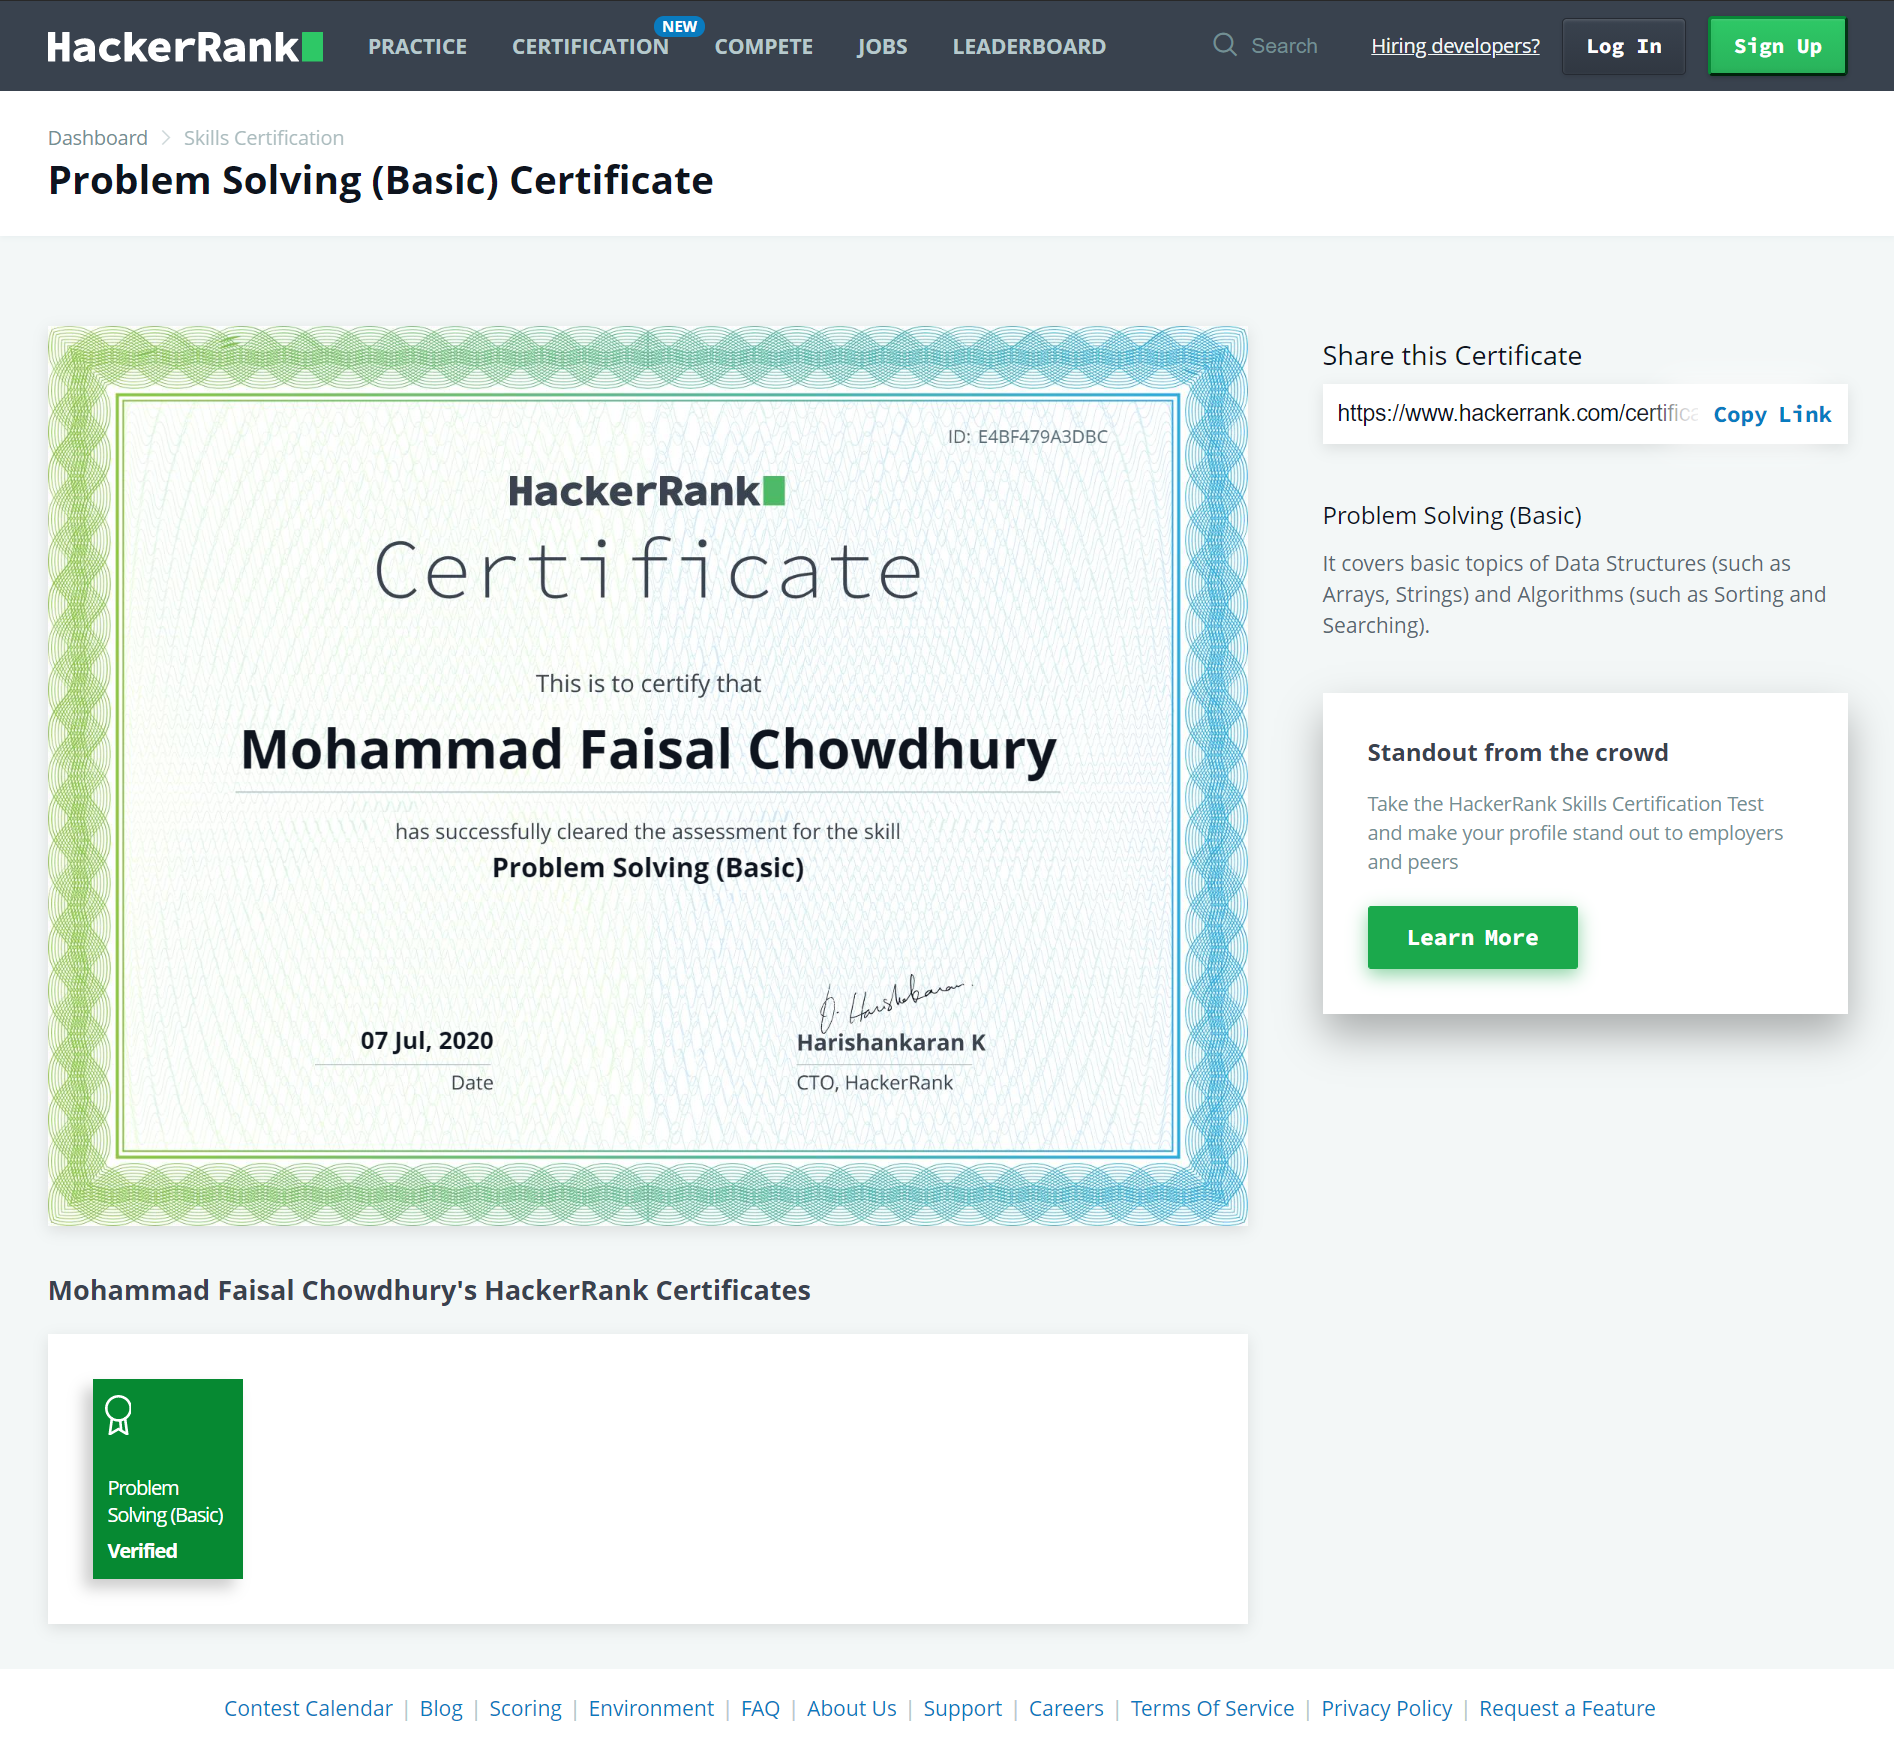 HackerRank
PRACTICE
CERTIFICATION
NEW
COMPETE
JOBS
LEADERBOARD
Search
Hiring developers?
Log In
Sign Up
Dashboard
Skills Certification
Problem Solving (Basic) Certificate
ID: E4BF479A3DBC
HackerRank
Certificate
This is to certify that
Mohammad Faisal Chowdhury
has successfully cleared the assessment for the skill
Problem Solving (Basic)
07 Jul, 2020
Date
Harishankaran K
CTO, HackerRank
Share this Certificate
https://www.hackerrank.com/certifica
Copy Link
Problem Solving (Basic)
It covers basic topics of Data Structures (such as
Arrays, Strings) and Algorithms (such as Sorting and
Searching).
Standout from the crowd
Take the HackerRank Skills Certification Test
and make your profile stand out to employers
and peers
Learn More
Mohammad Faisal Chowdhury's HackerRank Certificates
Problem
Solving (Basic)
Verified
Contest Calendar | Blog | Scoring | Environment | FAQ | About Us | Support | Careers | Terms Of Service | Privacy Policy | Request a Feature